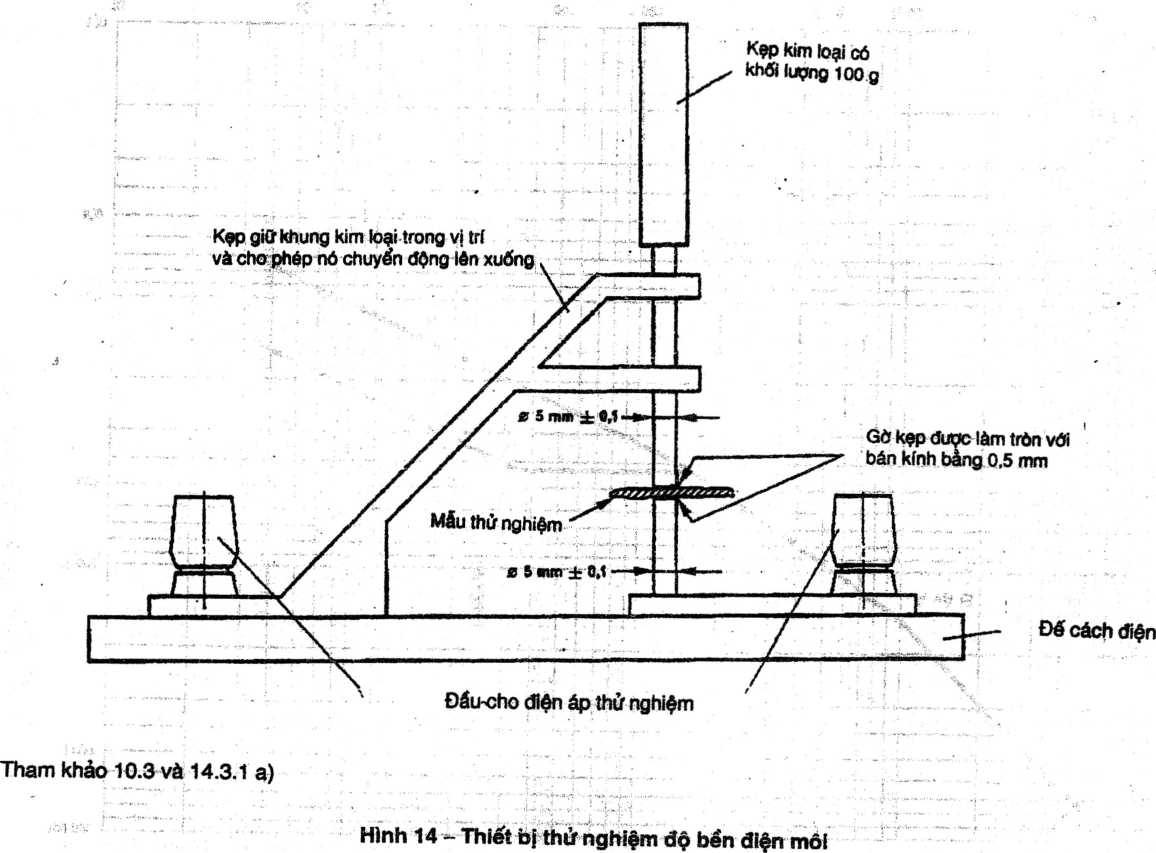 Kẹp kim loại có
khối lượng 100 g
Kẹp giữ khung kim loại trong vị trí
và cho phép nó chuyển động lên xuống
ø 5 mm ± 0,1
Gờ kẹp được làm tròn với
bán kính bằng 0,5 mm
Mẫu thử nghiệm
ø 5 mm ± 0,1
Đế cách điện
Đầu cho điện áp thử nghiệm
Tham khảo 10.3 và 14.3.1 a)
Hình 14 – Thiết bị thử nghiệm độ bền điện môi